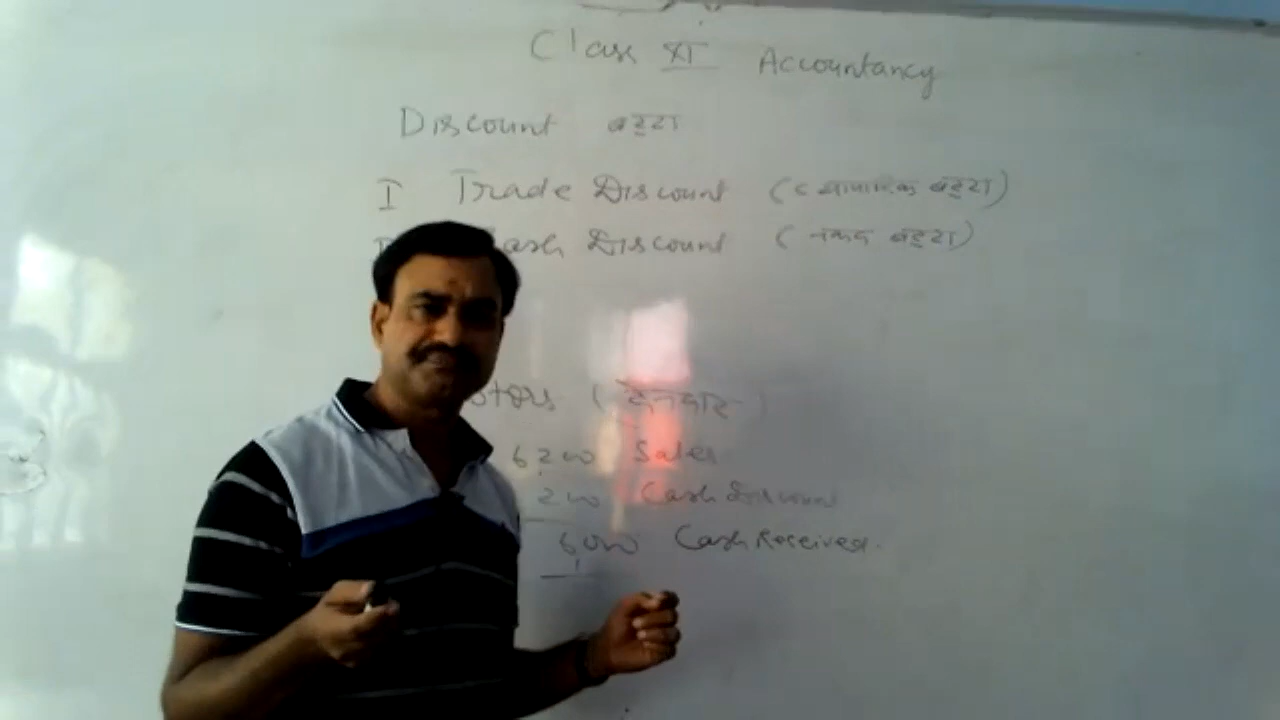 Class XI Accountancy
Discount बट्टा
I Trade Discount (व्यापारिक बट्टा)
Cash Discount (नकद बट्टा)
(देनदार)
6200 Sales
200 Cash Discount
6000 Cash Received.